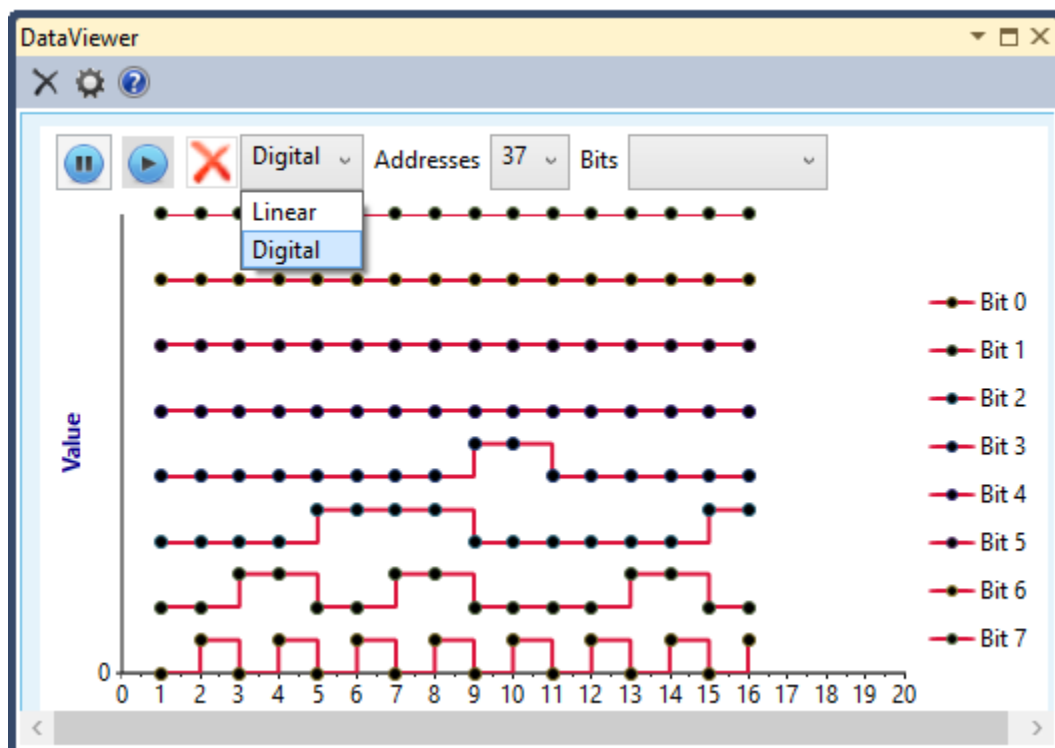 DataViewer
Digital Addresses 37 Bits
Linear
Digital
Value
Bit 0
Bit 1
Bit 2
Bit 3
Bit 4
Bit 5
Bit 6
Bit 7
0
0 1 2 3 4 5 6 7 8 9 10 11 12 13 14 15 16 17 18 19 20